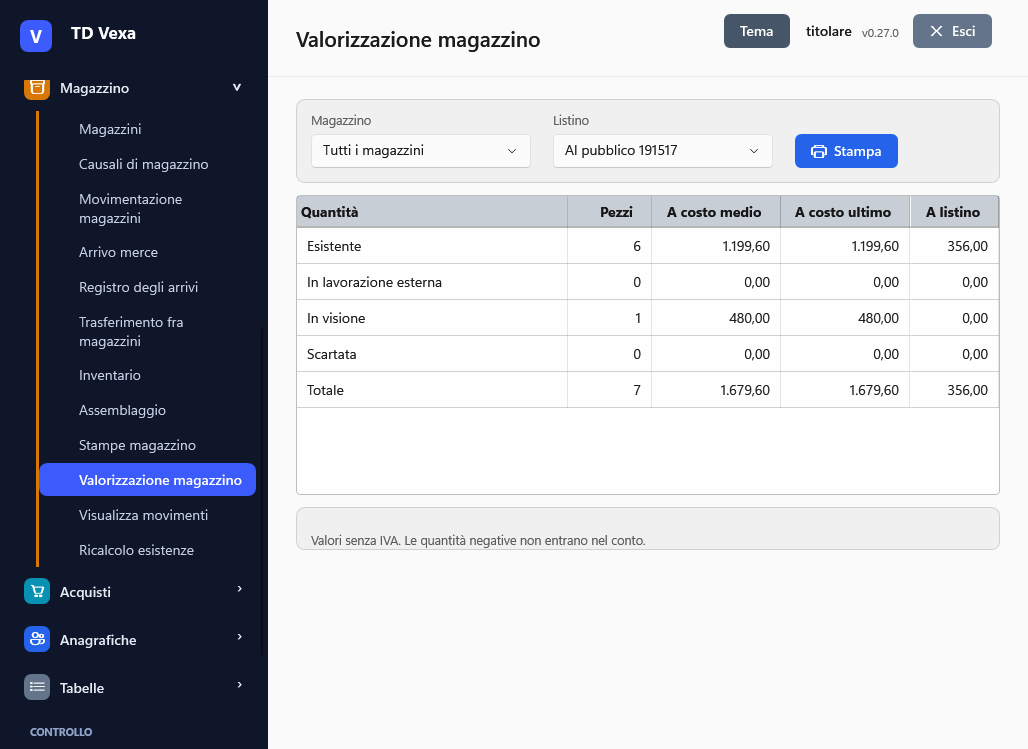 V
TD Vexa
Magazzino
Magazzini
Causali di magazzino
Movimentazione
magazzini
Arrivo merce
Registro degli arrivi
Trasferimento fra
magazzini
Inventario
Assemblaggio
Stampe magazzino
Valorizzazione magazzino
Visualizza movimenti
Ricalcolo esistenze
Acquisti
Anagrafiche
Tabelle
CONTROLLO
Valorizzazione magazzino
Tema titolare v0.27.0 Esci
Magazzino Listino
Tutti i magazzini Al pubblico 191517 Stampa
Quantità Pezzi A costo medio A costo ultimo A listino
Esistente 6 1.199,60 1.199,60 356,00
In lavorazione esterna 0 0,00 0,00 0,00
In visione 1 480,00 480,00 0,00
Scartata 0 0,00 0,00 0,00
Totale 7 1.679,60 1.679,60 356,00
Valori senza IVA. Le quantità negative non entrano nel conto.